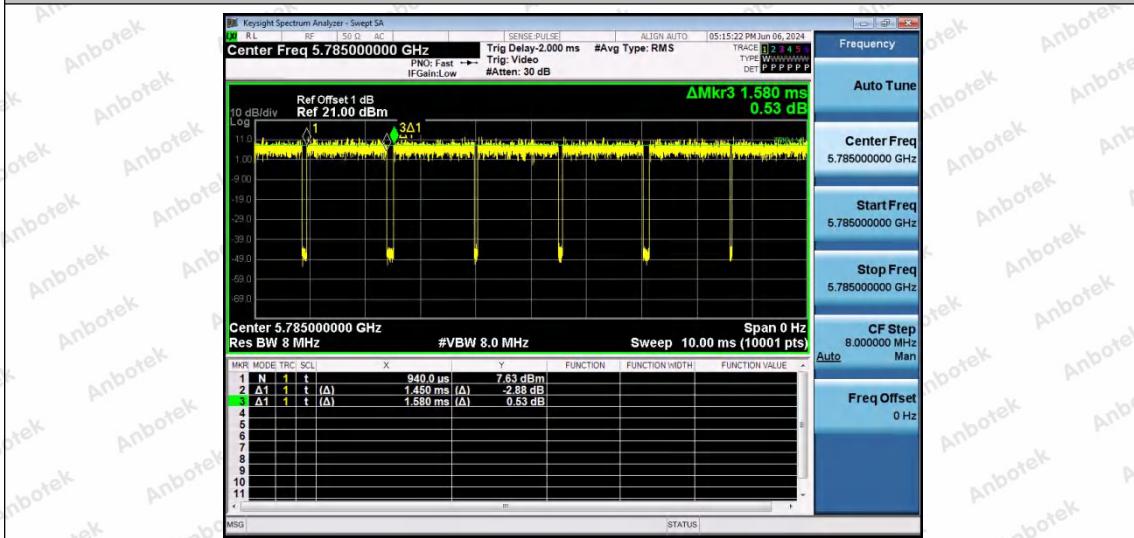 Keysight Spectrum Analyzer - Swept SA
RL RF 50 Ω AC SENSE:PULSE ALIGN AUTO 05:15:22 PM Jun 06, 2024
Center Freq 5.785000000 GHz
PNO: Fast
IFGain:Low
Trig Delay-2.000 ms
Trig: Video
#Atten: 30 dB
#Avg Type: RMS
TRACE 1 2 3 4 5 6
TYPE WWWWWW
DET P P P P P P
Frequency
Auto Tune
Center Freq
5.785000000 GHz
Start Freq
5.785000000 GHz
Stop Freq
5.785000000 GHz
CF Step
8.000000 MHz
Auto Man
Freq Offset
0 Hz
ΔMkr3 1.580 ms
0.53 dB
Ref Offset 1 dB
10 dB/div Ref 21.00 dBm
Log
1 3Δ1
11.0
1.00
-9.00
-19.0
-29.0
-39.0
-49.0
-59.0
-69.0
Center 5.785000000 GHz Span 0 Hz
Res BW 8 MHz #VBW 8.0 MHz Sweep 10.00 ms (10001 pts)
MKR MODE TRC SCL X Y FUNCTION FUNCTION WIDTH FUNCTION VALUE
1 N 1 t 940.0 µs 7.63 dBm
2 Δ1 1 t (Δ) 1.450 ms (Δ) -2.88 dB
3 Δ1 1 t (Δ) 1.580 ms (Δ) 0.53 dB
4
5
6
7
8
9
10
11
MSG STATUS
Anbotek